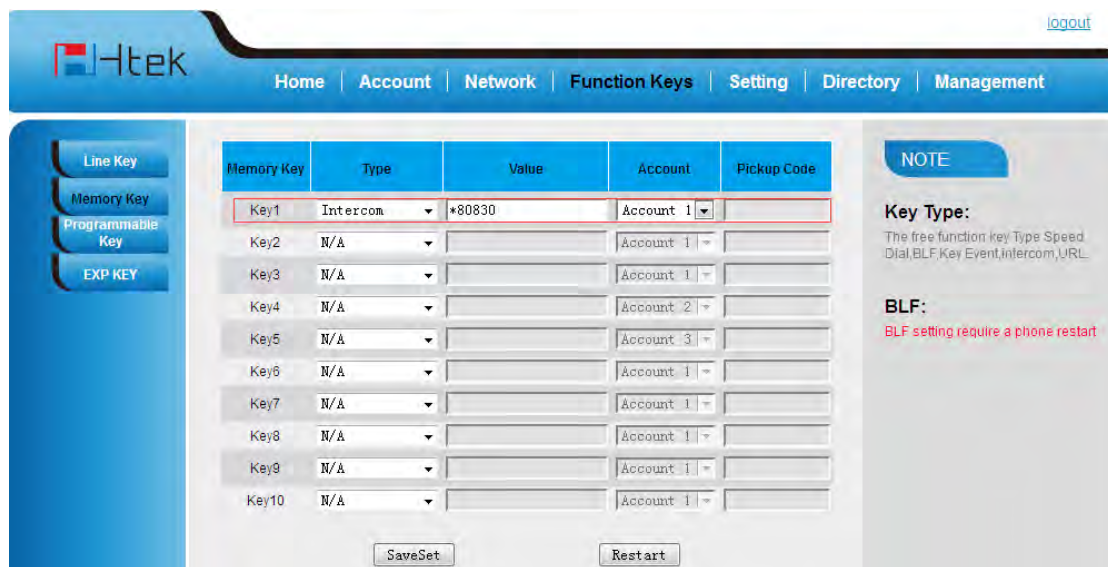 logout
Htek
Home | Account | Network | Function Keys | Setting | Directory | Management
Line Key
Memory Key
Programmable
Key
EXP KEY
Memory Key Type Value Account Pickup Code
Key1 Intercom *80830 Account 1
Key2 N/A Account 1
Key3 N/A Account 1
Key4 N/A Account 2
Key5 N/A Account 3
Key6 N/A Account 1
Key7 N/A Account 1
Key8 N/A Account 1
Key9 N/A Account 1
Key10 N/A Account 1
SaveSet Restart
NOTE
Key Type:
The free function key Type Speed
Dial,BLF,Key Event,Intercom,URL.
BLF:
BLF setting require a phone restart